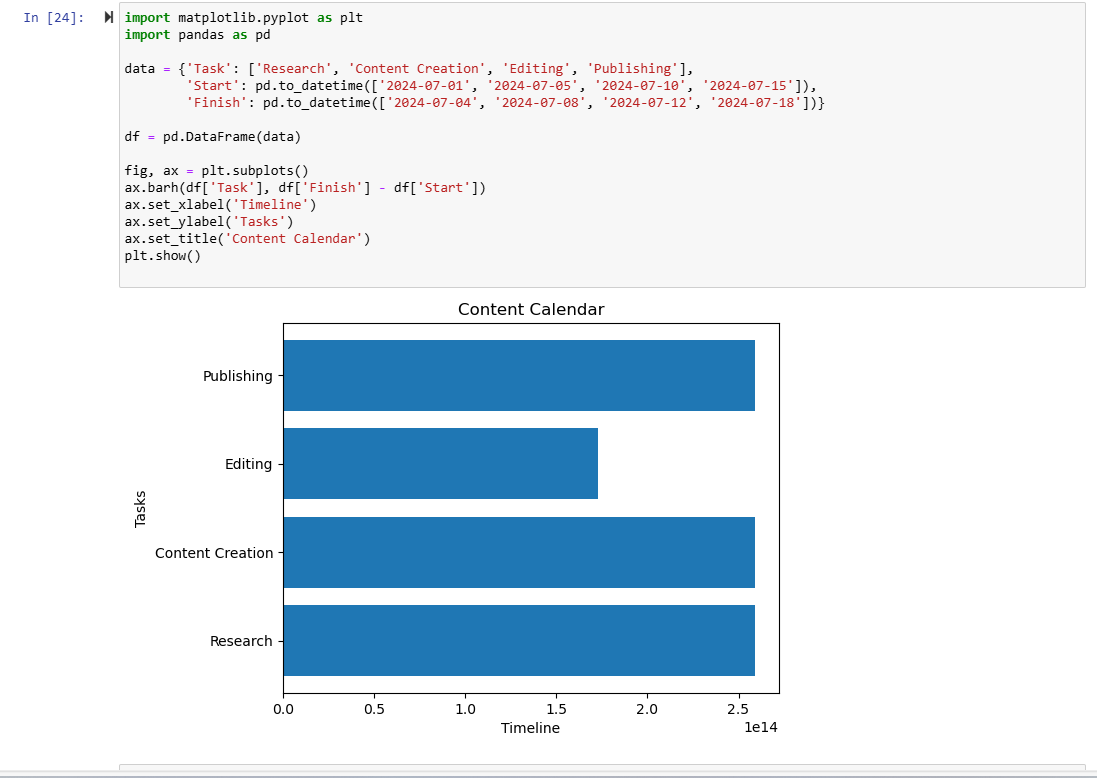 In [24]:
import matplotlib.pyplot as plt
import pandas as pd
data = {'Task': ['Research', 'Content Creation', 'Editing', 'Publishing'],
        'Start': pd.to_datetime(['2024-07-01', '2024-07-05', '2024-07-10', '2024-07-15']),
        'Finish': pd.to_datetime(['2024-07-04', '2024-07-08', '2024-07-12', '2024-07-18'])}
df = pd.DataFrame(data)
fig, ax = plt.subplots()
ax.barh(df['Task'], df['Finish'] - df['Start'])
ax.set_xlabel('Timeline')
ax.set_ylabel('Tasks')
ax.set_title('Content Calendar')
plt.show()
Content Calendar
Publishing
Editing
Tasks
Content Creation
Research
0.0 0.5 1.0 1.5 2.0 2.5
Timeline
1e14